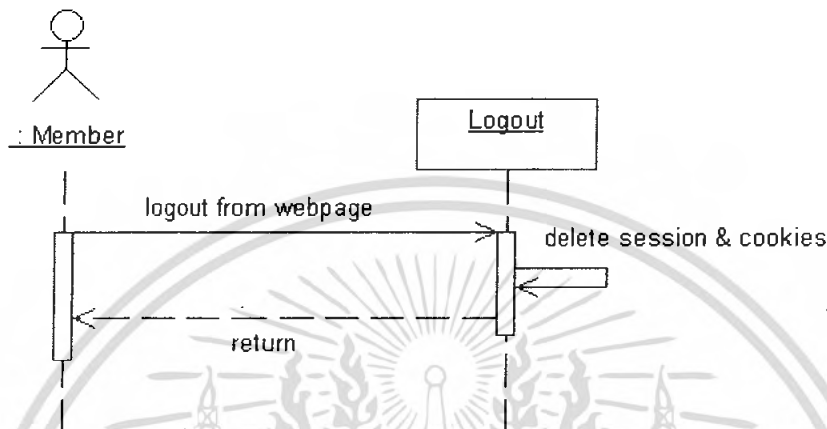 : Member
Logout
logout from webpage
delete session & cookies
return